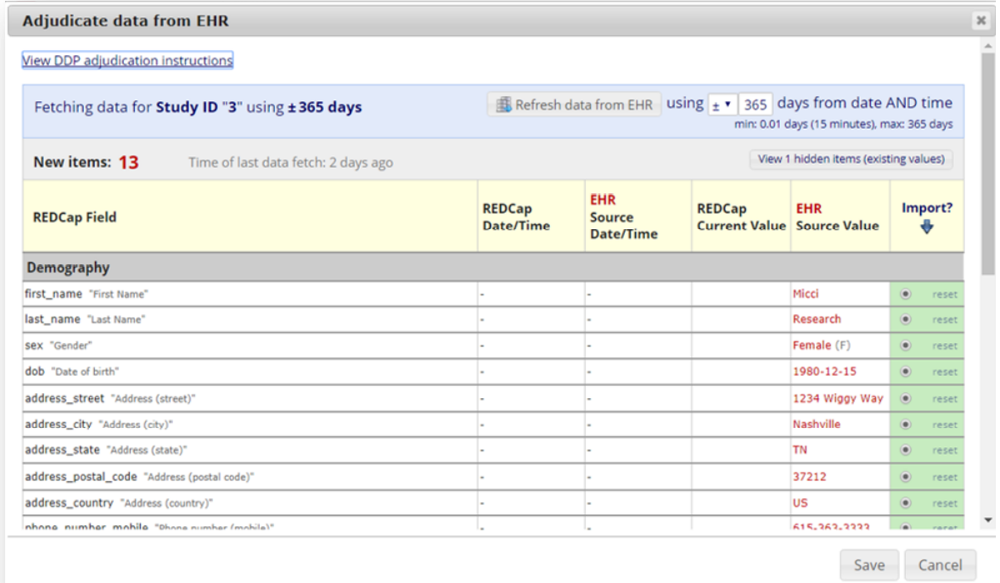 Adjudicate data from EHR
View DDP adjudication instructions
Fetching data for Study ID "3" using ± 365 days
Refresh data from EHR using ± 365 days from date AND time
min: 0.01 days (15 minutes), max: 365 days
New items: 13 Time of last data fetch: 2 days ago View 1 hidden items (existing values)
REDCap Field REDCap Date/Time EHR Source Date/Time REDCap Current Value EHR Source Value Import?
Demography
first_name "First Name" - - Micci reset
last_name "Last Name" - - Research reset
sex "Gender" - - Female (F) reset
dob "Date of birth" - - 1980-12-15 reset
address_street "Address (street)" - - 1234 Wiggy Way reset
address_city "Address (city)" - - Nashville reset
address_state "Address (state)" - - TN reset
address_postal_code "Address (postal code)" - - 37212 reset
address_country "Address (country)" - - US reset
phone_number_mobile "Phone number (mobile)" - - 615-363-3333 reset
Save Cancel